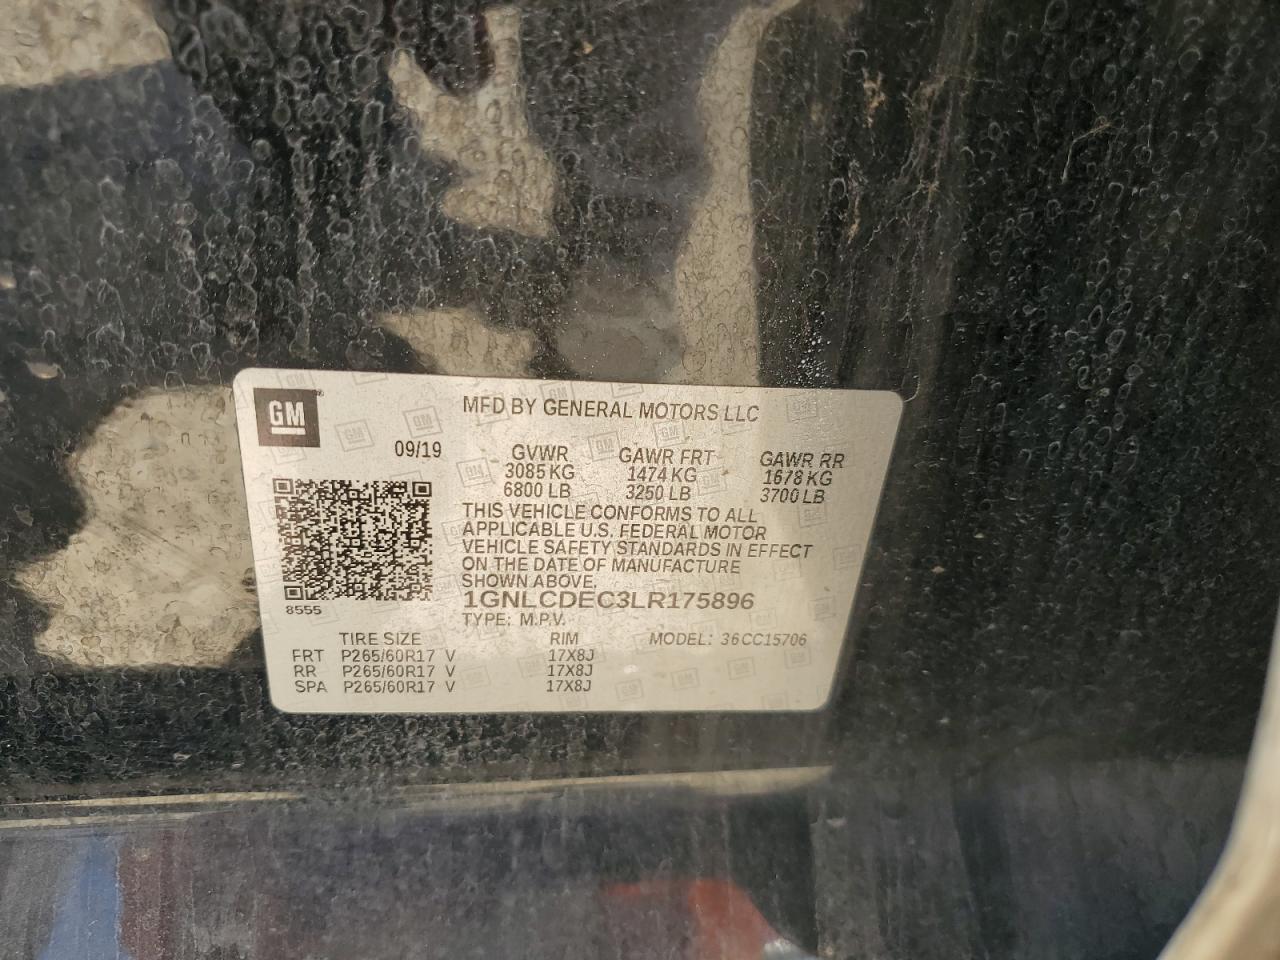 GM
MFD BY GENERAL MOTORS LLC
09/19
GVWR GAWR FRT GAWR RR
3085 KG 1474 KG 1678 KG
6800 LB 3250 LB 3700 LB
THIS VEHICLE CONFORMS TO ALL
APPLICABLE U.S. FEDERAL MOTOR
VEHICLE SAFETY STANDARDS IN EFFECT
ON THE DATE OF MANUFACTURE
SHOWN ABOVE.
8555
1GNLCDEC3LR175896
TYPE: M.P.V.
TIRE SIZE RIM MODEL: 36CC15706
FRT P265/60R17 V 17X8J
RR P265/60R17 V 17X8J
SPA P265/60R17 V 17X8J